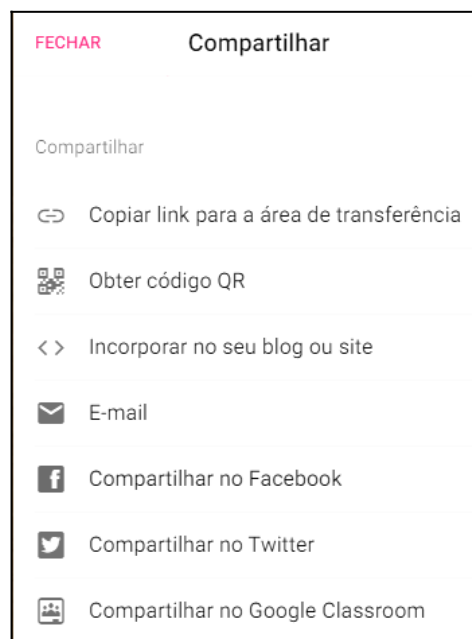 FECHAR Compartilhar
Compartilhar
Copiar link para a área de transferência
Obter código QR
Incorporar no seu blog ou site
E-mail
Compartilhar no Facebook
Compartilhar no Twitter
Compartilhar no Google Classroom